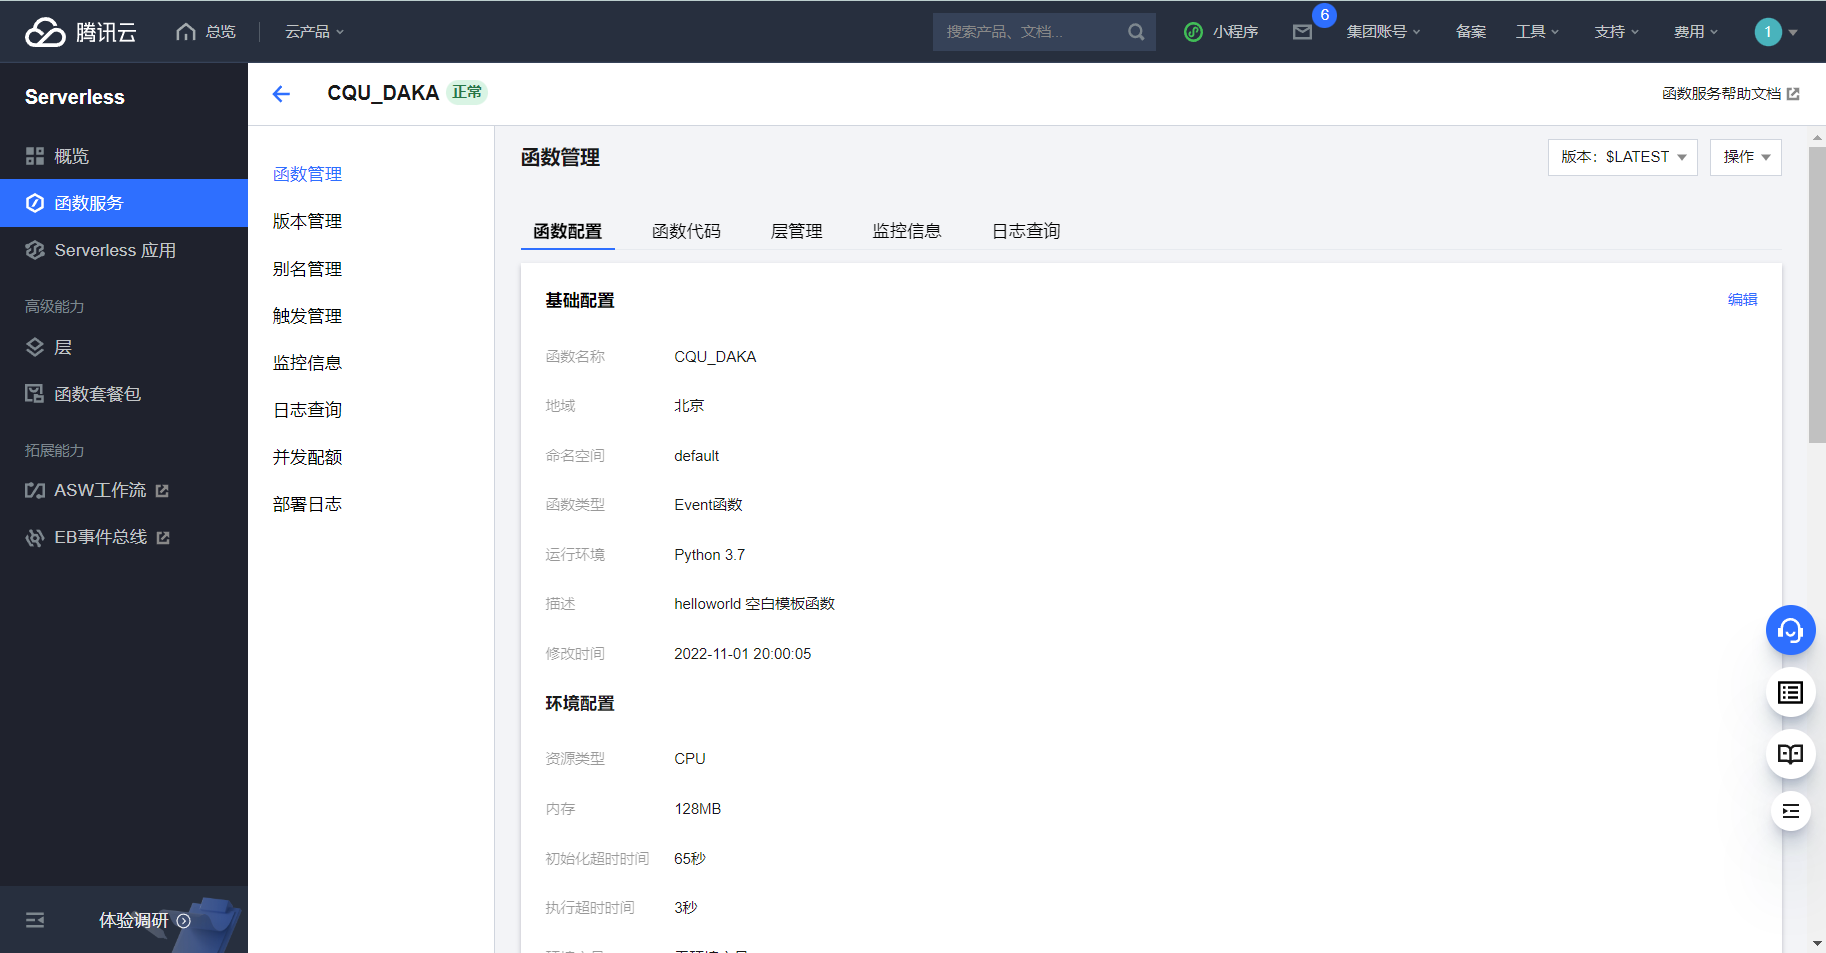 腾讯云
总览
云产品
搜索产品、文档...
小程序
6
集团账号
备案
工具
支持
费用
1
Serverless
概览
函数服务
Serverless 应用
高级能力
层
函数套餐包
拓展能力
ASW工作流
EB事件总线
体验调研
CQU_DAKA 正常
函数服务帮助文档
函数管理
版本管理
别名管理
触发管理
监控信息
日志查询
并发配额
部署日志
函数管理
版本：$LATEST
操作
函数配置 函数代码 层管理 监控信息 日志查询
基础配置 编辑
函数名称 CQU_DAKA
地域 北京
命名空间 default
函数类型 Event函数
运行环境 Python 3.7
描述 helloworld 空白模板函数
修改时间 2022-11-01 20:00:05
环境配置
资源类型 CPU
内存 128MB
初始化超时时间 65秒
执行超时时间 3秒